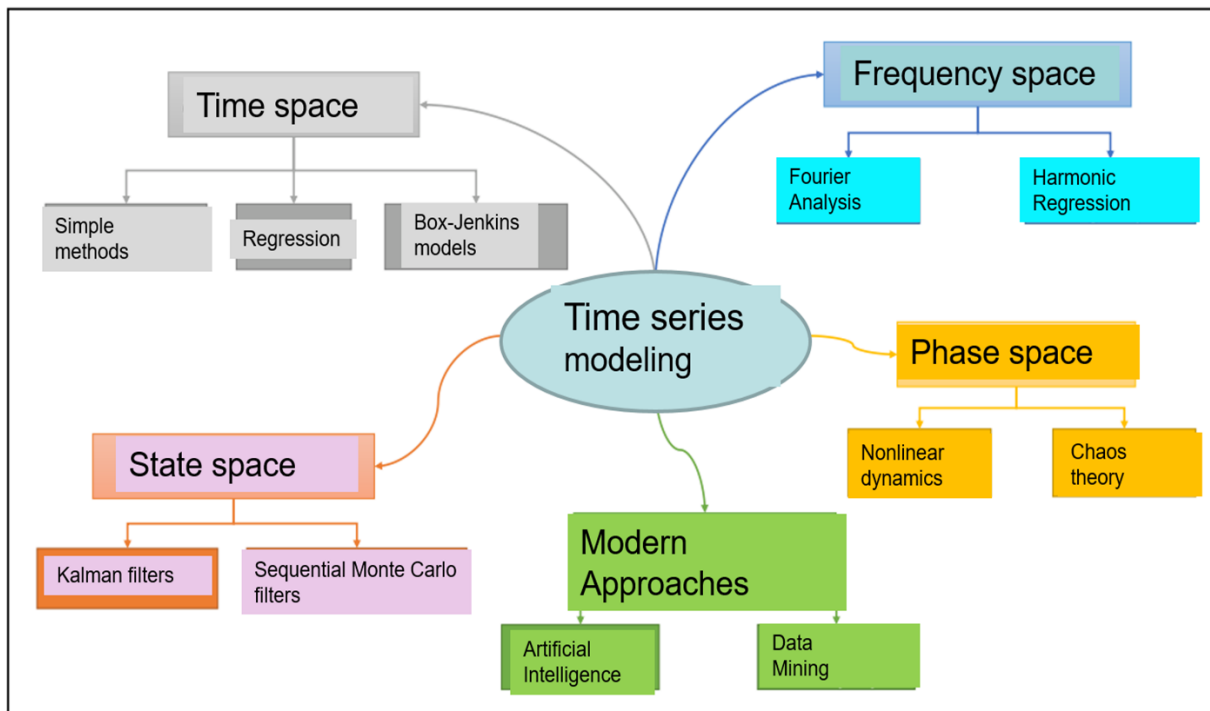 Time space
Simple
methods
Regression
Box-Jenkins
models
Frequency space
Fourier
Analysis
Harmonic
Regression
Time series
modeling
Phase space
Nonlinear
dynamics
Chaos
theory
State space
Kalman filters
Sequential Monte Carlo
filters
Modern
Approaches
Artificial
Intelligence
Data
Mining